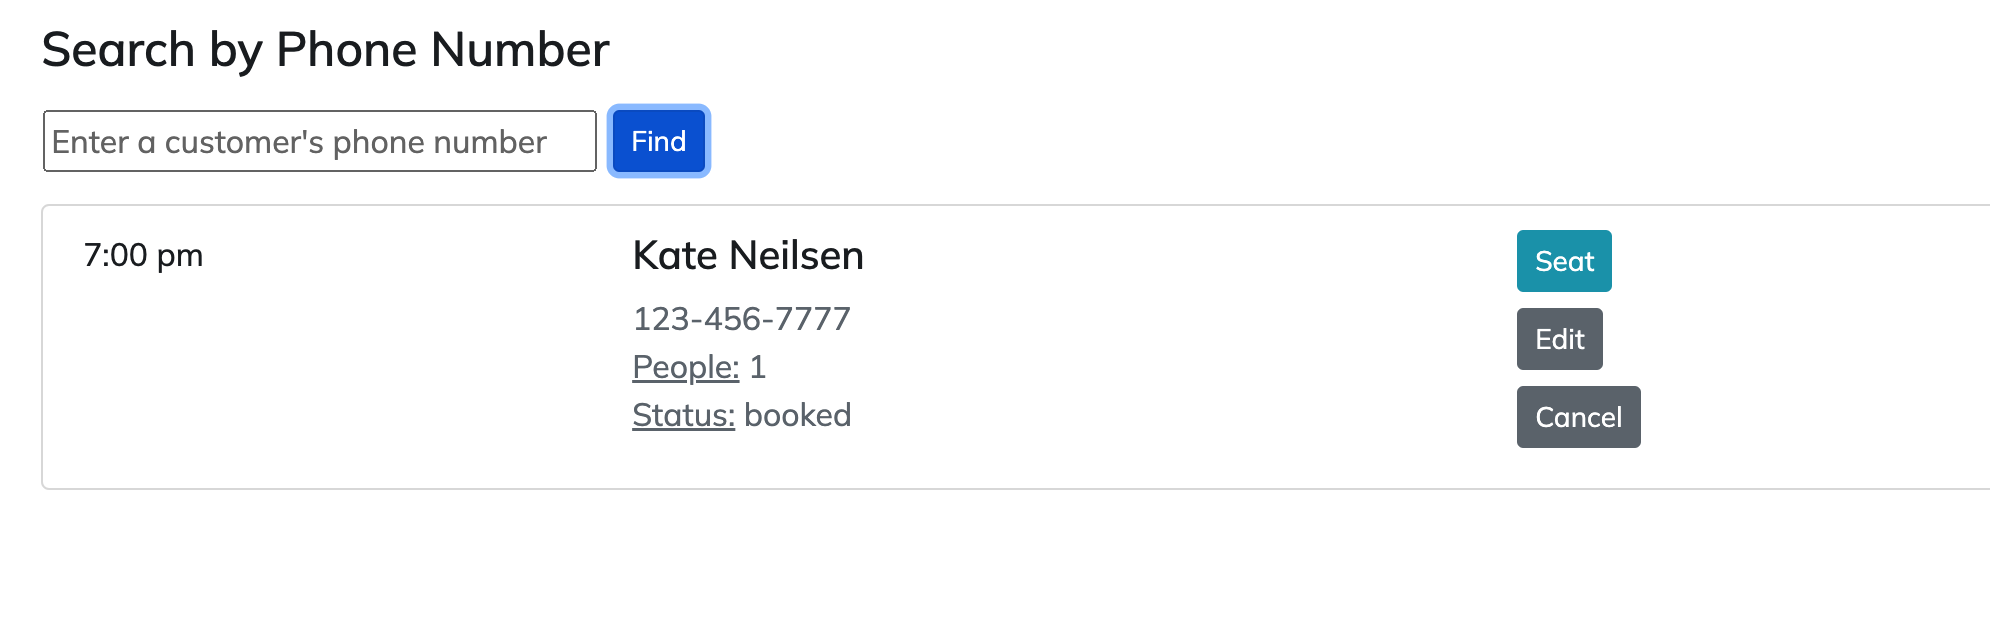 Search by Phone Number
Enter a customer's phone number Find
7:00 pm Kate Neilsen Seat
123-456-7777
Edit
People: 1
Status: booked Cancel